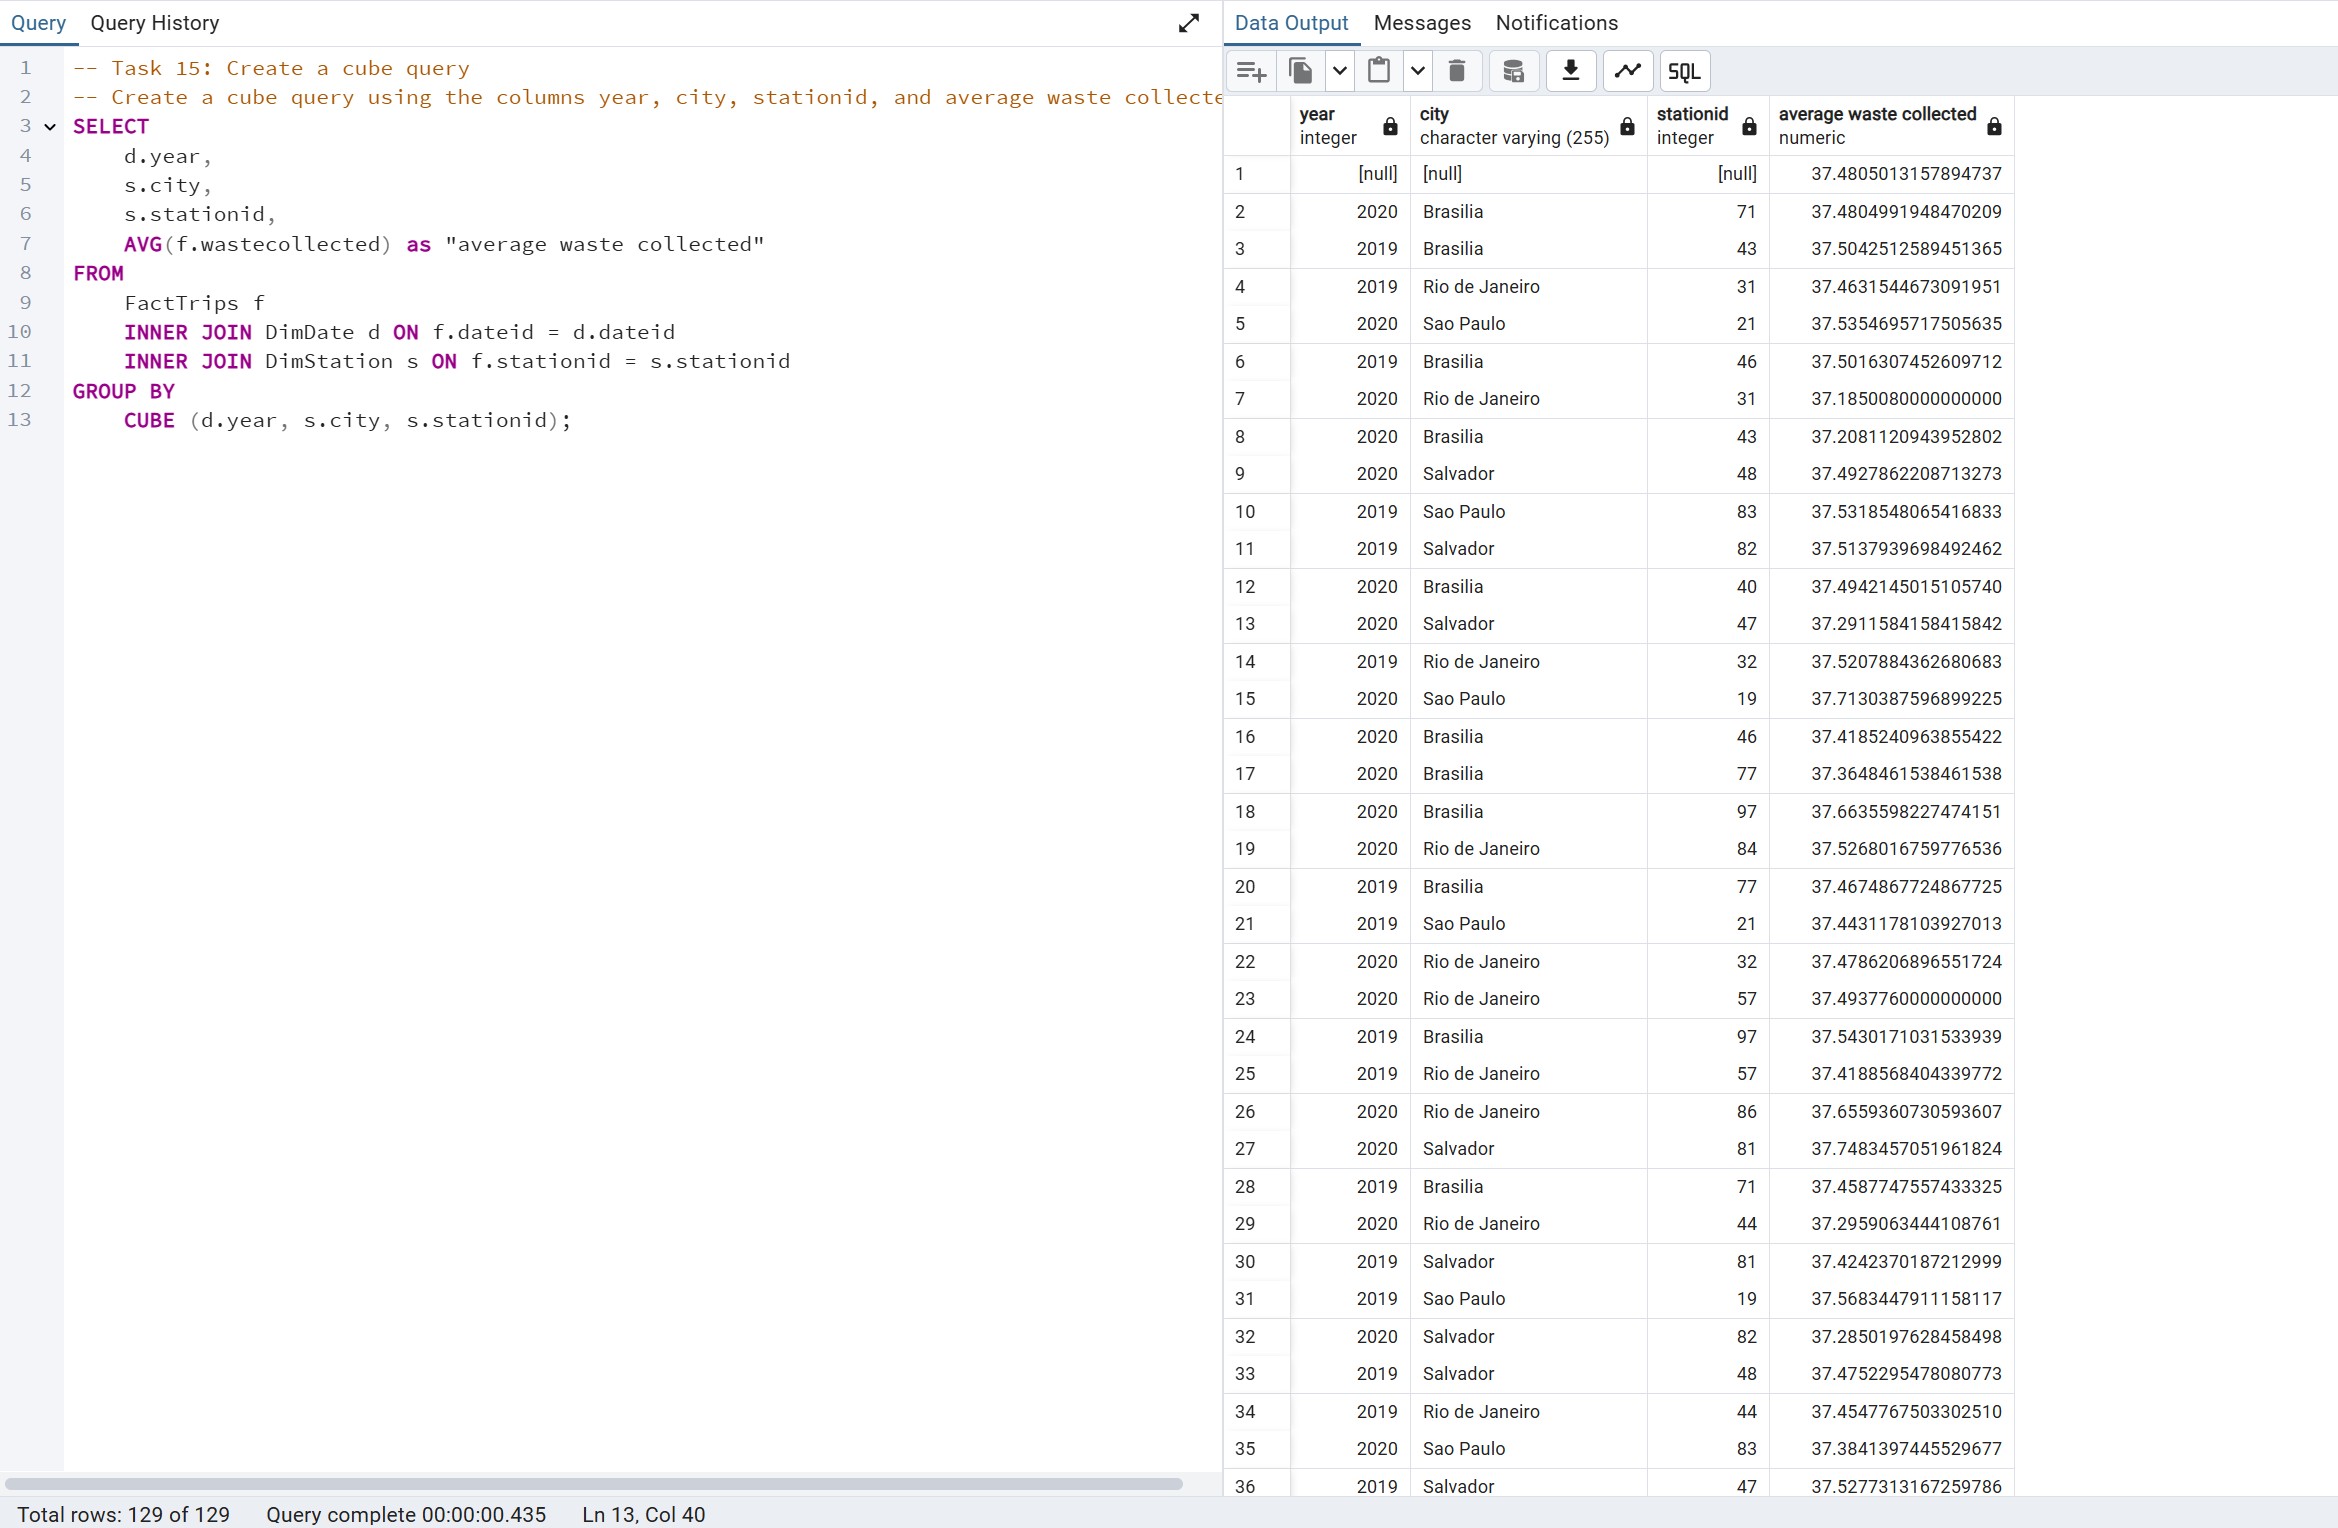 Query Query History
1 -- Task 15: Create a cube query
2 -- Create a cube query using the columns year, city, stationid, and average waste collecte
3 SELECT
4 d.year,
5 s.city,
6 s.stationid,
7 AVG(f.wastecollected) as "average waste collected"
8 FROM
9 FactTrips f
10 INNER JOIN DimDate d ON f.dateid = d.dateid
11 INNER JOIN DimStation s ON f.stationid = s.stationid
12 GROUP BY
13 CUBE (d.year, s.city, s.stationid);
Data Output Messages Notifications
SQL
year city stationid average waste collected
integer character varying (255) integer numeric
1 [null] [null] [null] 37.4805013157894737
2 2020 Brasilia 71 37.4804991948470209
3 2019 Brasilia 43 37.5042512589451365
4 2019 Rio de Janeiro 31 37.4631544673091951
5 2020 Sao Paulo 21 37.5354695717505635
6 2019 Brasilia 46 37.5016307452609712
7 2020 Rio de Janeiro 31 37.1850080000000000
8 2020 Brasilia 43 37.2081120943952802
9 2020 Salvador 48 37.4927862208713273
10 2019 Sao Paulo 83 37.5318548065416833
11 2019 Salvador 82 37.5137939698492462
12 2020 Brasilia 40 37.4942145015105740
13 2020 Salvador 47 37.2911584158415842
14 2019 Rio de Janeiro 32 37.5207884362680683
15 2020 Sao Paulo 19 37.7130387596899225
16 2020 Brasilia 46 37.4185240963855422
17 2020 Brasilia 77 37.3648461538461538
18 2020 Brasilia 97 37.6635598227474151
19 2020 Rio de Janeiro 84 37.5268016759776536
20 2019 Brasilia 77 37.4674867724867725
21 2019 Sao Paulo 21 37.4431178103927013
22 2020 Rio de Janeiro 32 37.4786206896551724
23 2020 Rio de Janeiro 57 37.4937760000000000
24 2019 Brasilia 97 37.5430171031533939
25 2019 Rio de Janeiro 57 37.4188568404339772
26 2020 Rio de Janeiro 86 37.6559360730593607
27 2020 Salvador 81 37.7483457051961824
28 2019 Brasilia 71 37.4587747557433325
29 2020 Rio de Janeiro 44 37.2959063444108761
30 2019 Salvador 81 37.4242370187212999
31 2019 Sao Paulo 19 37.5683447911158117
32 2020 Salvador 82 37.2850197628458498
33 2019 Salvador 48 37.4752295478080773
34 2019 Rio de Janeiro 44 37.4547767503302510
35 2020 Sao Paulo 83 37.3841397445529677
36 2019 Salvador 47 37.5277313167259786
Total rows: 129 of 129 Query complete 00:00:00.435 Ln 13, Col 40